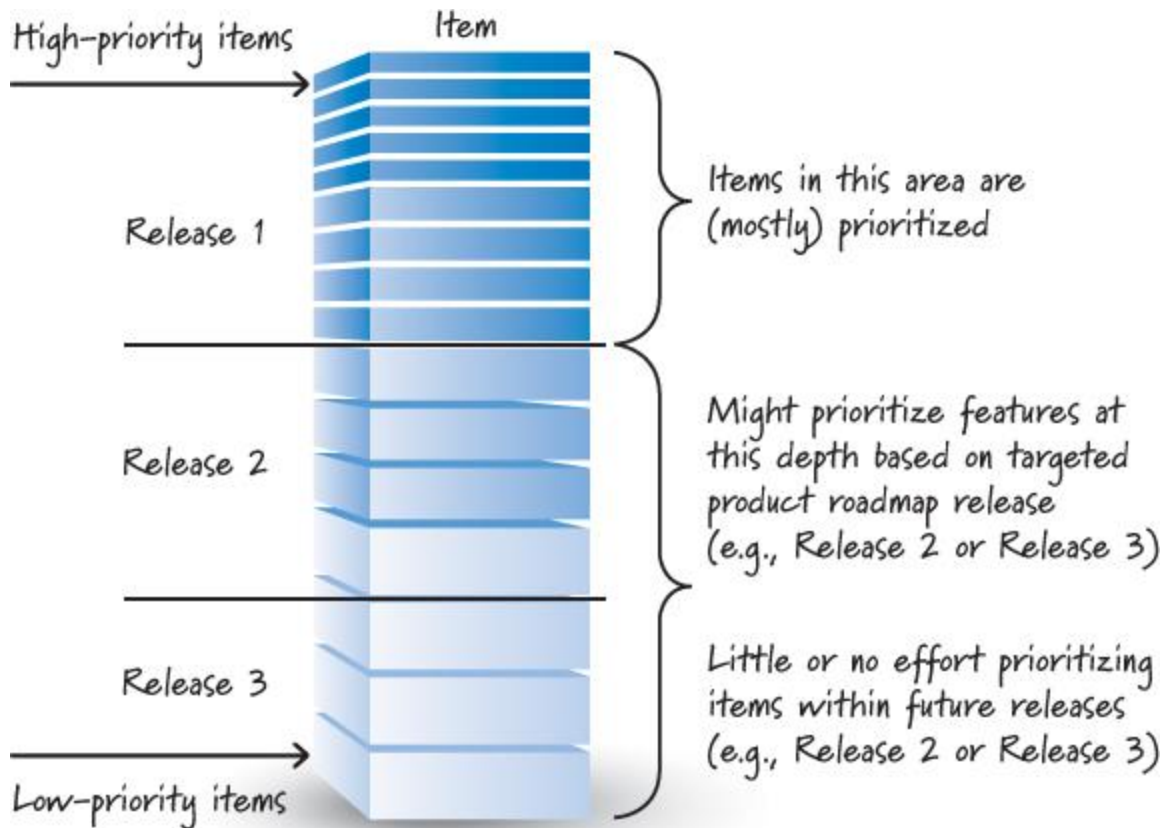 High-priority items
Item
Items in this area are
(mostly) prioritized
Release 1
Release 2
Might prioritize features at
this depth based on targeted
product roadmap release
(e.g., Release 2 or Release 3)
Release 3
Little or no effort prioritizing
items within future releases
(e.g., Release 2 or Release 3)
Low-priority items